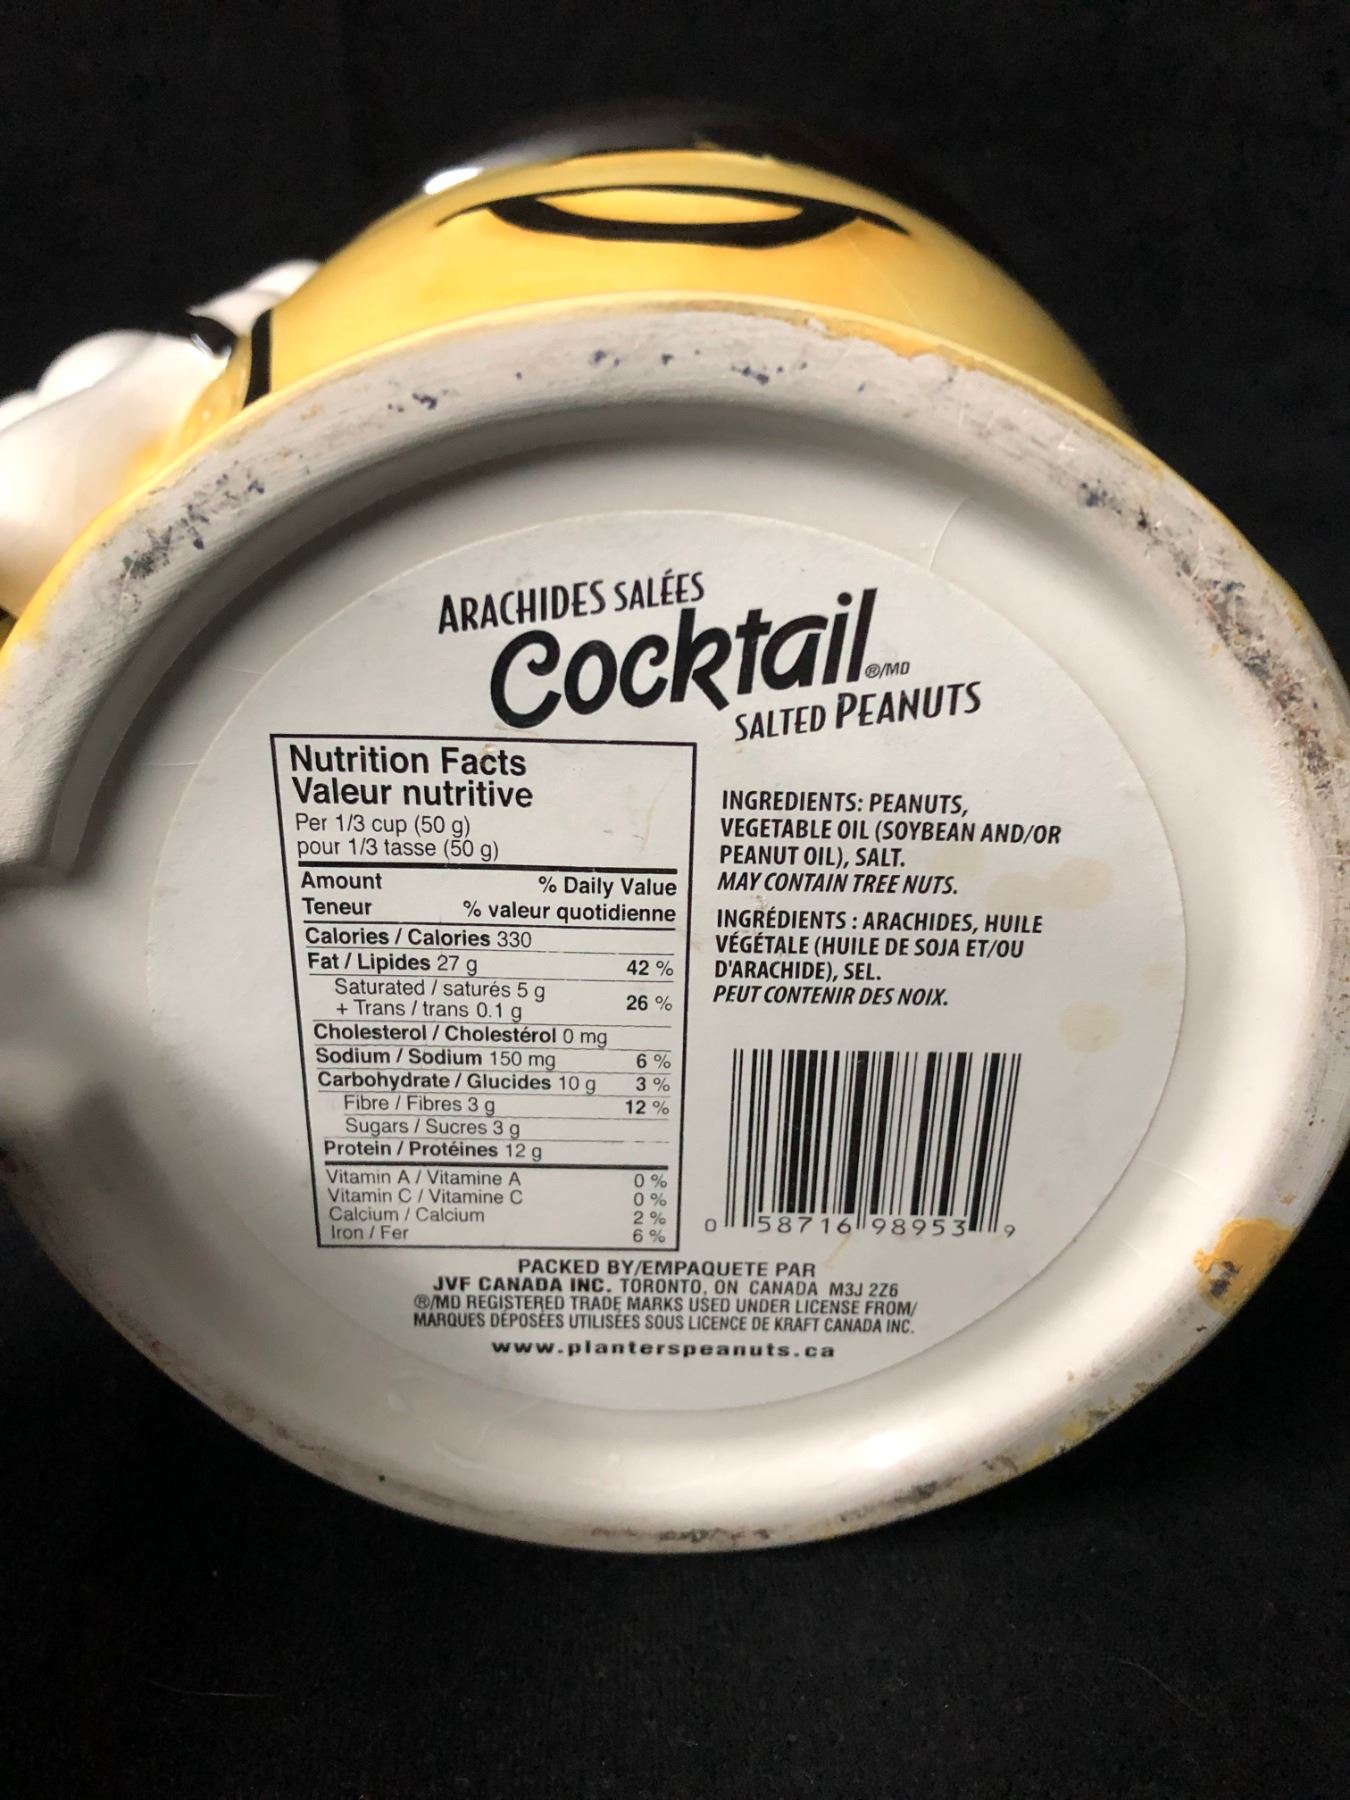 ARACHIDES SALÉES
Cocktail ®/MD
SALTED PEANUTS
Nutrition Facts
Valeur nutritive
Per 1/3 cup (50 g)
pour 1/3 tasse (50 g)
Amount % Daily Value
Teneur % valeur quotidienne
Calories / Calories 330
Fat / Lipides 27 g 42 %
Saturated / saturés 5 g
+ Trans / trans 0.1 g 26 %
Cholesterol / Cholestérol 0 mg
Sodium / Sodium 150 mg 6 %
Carbohydrate / Glucides 10 g 3 %
Fibre / Fibres 3 g 12 %
Sugars / Sucres 3 g
Protein / Protéines 12 g
Vitamin A / Vitamine A 0 %
Vitamin C / Vitamine C 0 %
Calcium / Calcium 2 %
Iron / Fer 6 %
INGREDIENTS: PEANUTS,
VEGETABLE OIL (SOYBEAN AND/OR
PEANUT OIL), SALT.
MAY CONTAIN TREE NUTS.
INGRÉDIENTS : ARACHIDES, HUILE
VÉGÉTALE (HUILE DE SOJA ET/OU
D'ARACHIDE), SEL.
PEUT CONTENIR DES NOIX.
0 58716 98953 9
PACKED BY/EMPAQUETE PAR
JVF CANADA INC. TORONTO, ON CANADA M3J 2Z6
®/MD REGISTERED TRADE MARKS USED UNDER LICENSE FROM/
MARQUES DÉPOSÉES UTILISÉES SOUS LICENCE DE KRAFT CANADA INC.
www.planterspeanuts.ca